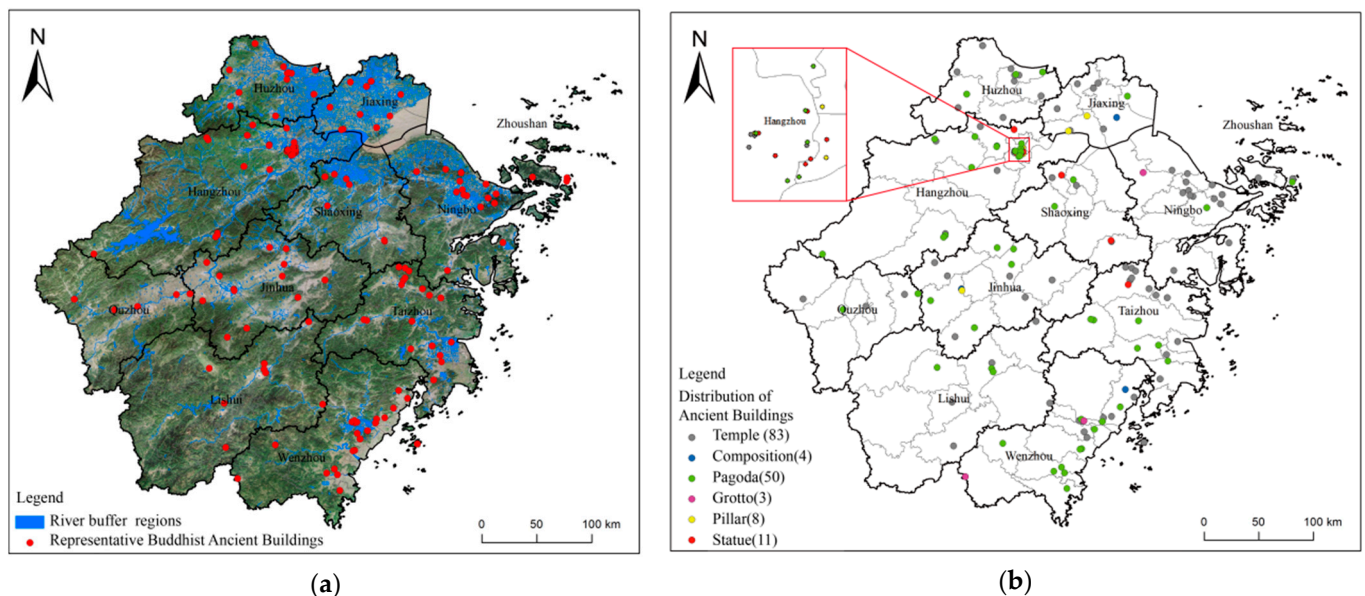 N
Huzhou
Jiaxing
Zhoushan
Hangzhou
Shaoxing
Ningbo
Jinhua
Quzhou
Taizhou
Lishui
Wenzhou
Legend
River buffer regions
Representative Buddhist Ancient Buildings
0 50 100 km
(a)
N
Huzhou
Jiaxing
Zhoushan
Hangzhou
Hangzhou
Shaoxing
Ningbo
Jinhua
Quzhou
Taizhou
Lishui
Wenzhou
Legend
Distribution of
Ancient Buildings
Temple (83)
Composition(4)
Pagoda(50)
Grotto(3)
Pillar(8)
Statue(11)
0 50 100 km
(b)